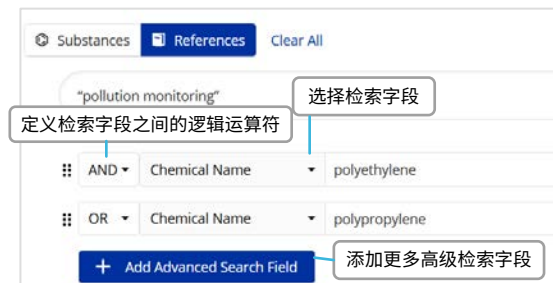 Substances References Clear All
"pollution monitoring"
选择检索字段
定义检索字段之间的逻辑运算符
AND Chemical Name polyethylene
OR Chemical Name polypropylene
+ Add Advanced Search Field
添加更多高级检索字段